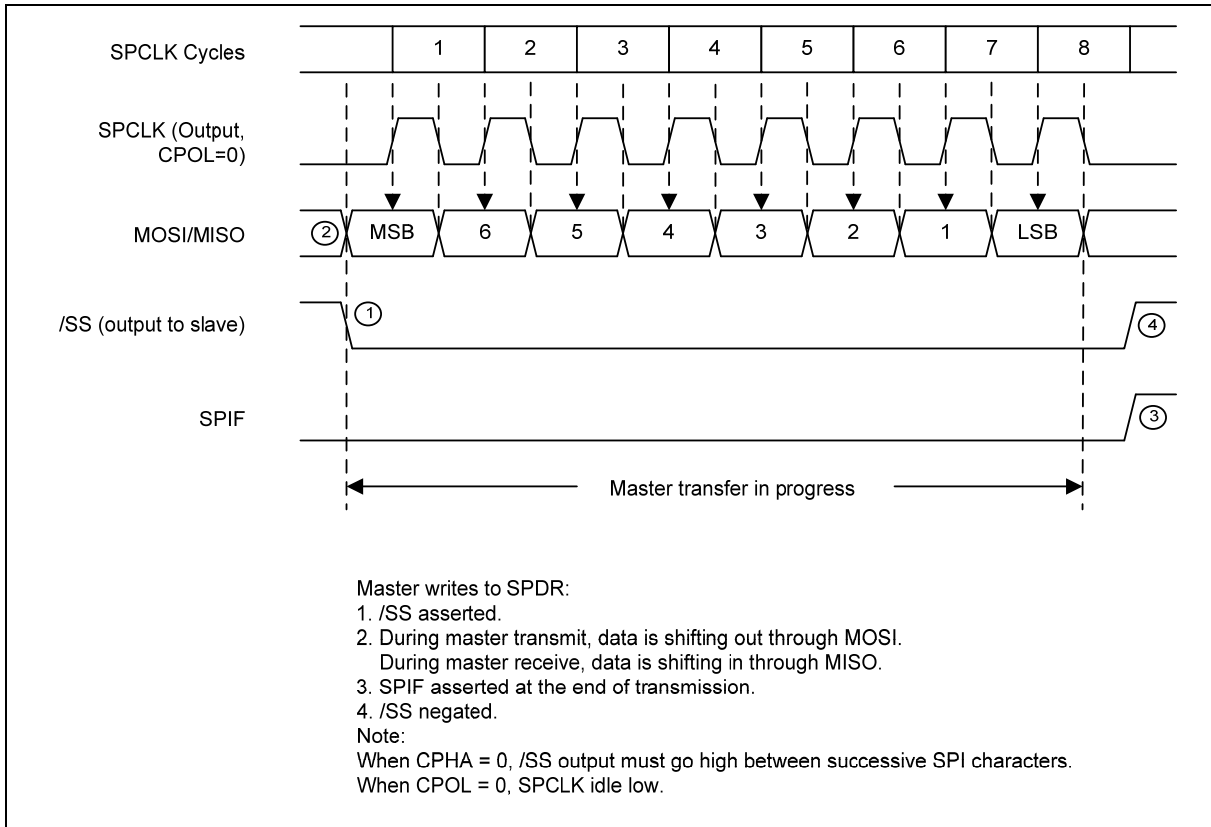 SPCLK Cycles
1 2 3 4 5 6 7 8
SPCLK (Output,
CPOL=0)
MOSI/MISO
2 MSB 6 5 4 3 2 1 LSB
/SS (output to slave)
1
4
SPIF
3
Master transfer in progress
Master writes to SPDR:
1. /SS asserted.
2. During master transmit, data is shifting out through MOSI.
During master receive, data is shifting in through MISO.
3. SPIF asserted at the end of transmission.
4. /SS negated.
Note:
When CPHA = 0, /SS output must go high between successive SPI characters.
When CPOL = 0, SPCLK idle low.